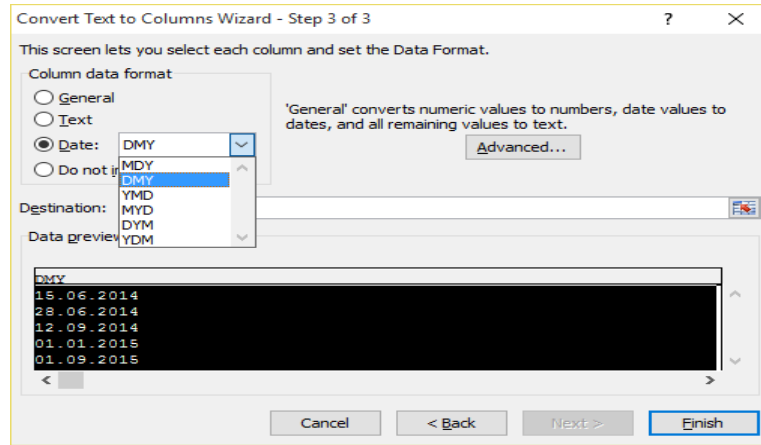 Convert Text to Columns Wizard - Step 3 of 3
?
This screen lets you select each column and set the Data Format.
Column data format
General
Text
Date: DMY
Do not i
MDY
DMY
YMD
MYD
DYM
YDM
'General' converts numeric values to numbers, date values to
dates, and all remaining values to text.
Advanced...
Destination:
Data preview
DMY
15.06.2014
28.06.2014
12.09.2014
01.01.2015
01.09.2015
Cancel
< Back
Next >
Finish